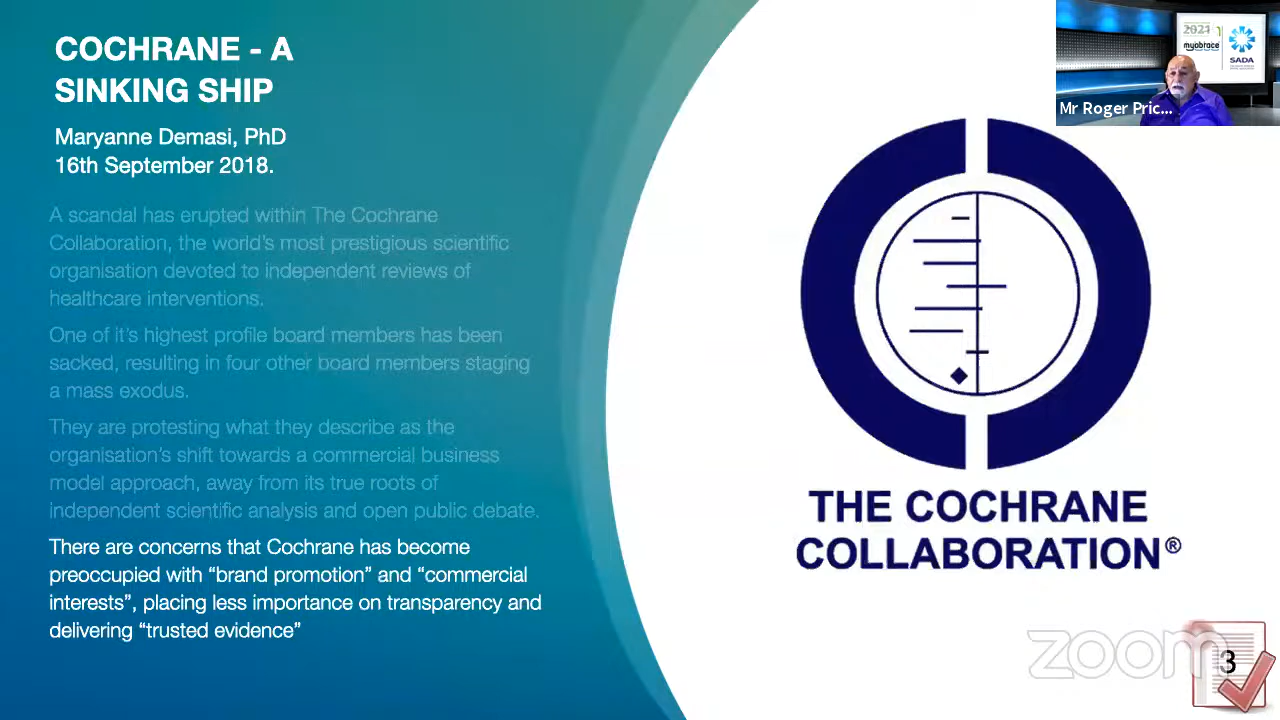 COCHRANE - A
SINKING SHIP
Maryanne Demasi, PhD
16th September 2018.
A scandal has erupted within The Cochrane
Collaboration, the world's most prestigious scientific
organisation devoted to independent reviews of
healthcare interventions.
One of it's highest profile board members has been
sacked, resulting in four other board members staging
a mass exodus.
They are protesting what they describe as the
organisation's shift towards a commercial business
model approach, away from its true roots of
independent scientific analysis and open public debate.
There are concerns that Cochrane has become
preoccupied with “brand promotion” and “commercial
interests”, placing less importance on transparency and
delivering “trusted evidence”
2021
myobrace
SADA
Mr Roger Pric...
THE COCHRANE
COLLABORATION®
zoom
3